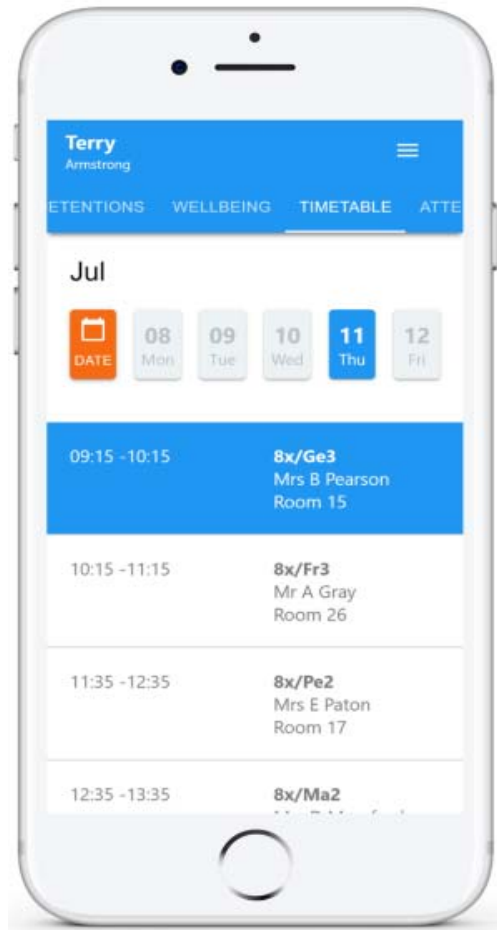 Terry
Armstrong
ETENTIONS WELLBEING TIMETABLE ATTE
Jul
DATE
08 Mon
09 Tue
10 Wed
11 Thu
12 Fri
09:15 -10:15
8x/Ge3
Mrs B Pearson
Room 15
10:15 -11:15
8x/Fr3
Mr A Gray
Room 26
11:35 -12:35
8x/Pe2
Mrs E Paton
Room 17
12:35 -13:35
8x/Ma2